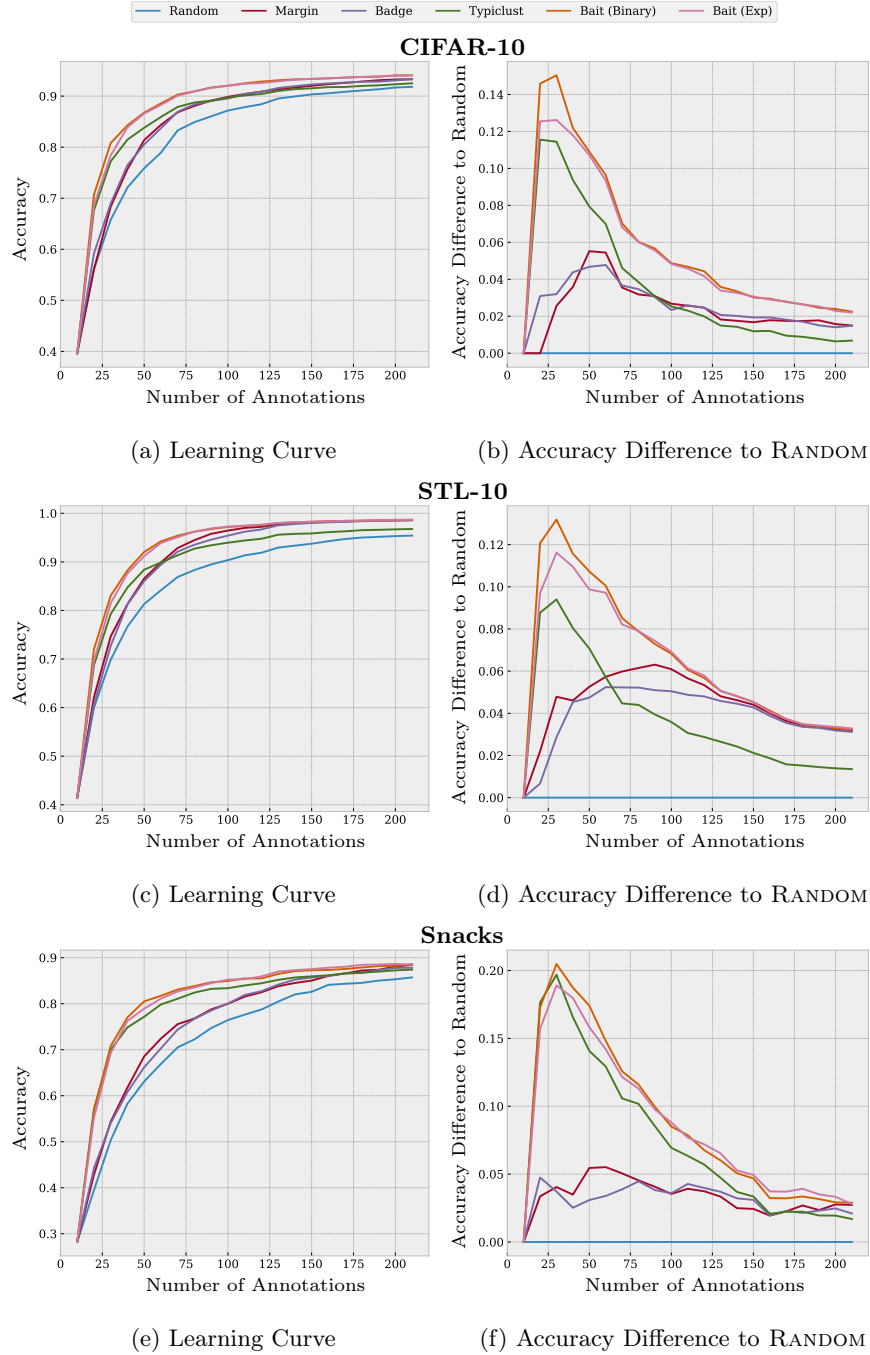 Random Margin Badge Typiclust Bait (Binary) Bait (Exp)
CIFAR-10
Accuracy
0.9
0.8
0.7
0.6
0.5
0.4
0 25 50 75 100 125 150 175 200
Number of Annotations
Accuracy Difference to Random
0.14
0.12
0.10
0.08
0.06
0.04
0.02
0.00
0 25 50 75 100 125 150 175 200
Number of Annotations
(a) Learning Curve
(b) Accuracy Difference to RANDOM
STL-10
Accuracy
1.0
0.9
0.8
0.7
0.6
0.5
0.4
0 25 50 75 100 125 150 175 200
Number of Annotations
Accuracy Difference to Random
0.12
0.10
0.08
0.06
0.04
0.02
0.00
0 25 50 75 100 125 150 175 200
Number of Annotations
(c) Learning Curve
(d) Accuracy Difference to RANDOM
Snacks
Accuracy
0.9
0.8
0.7
0.6
0.5
0.4
0.3
0 25 50 75 100 125 150 175 200
Number of Annotations
Accuracy Difference to Random
0.20
0.15
0.10
0.05
0.00
0 25 50 75 100 125 150 175 200
Number of Annotations
(e) Learning Curve
(f) Accuracy Difference to RANDOM